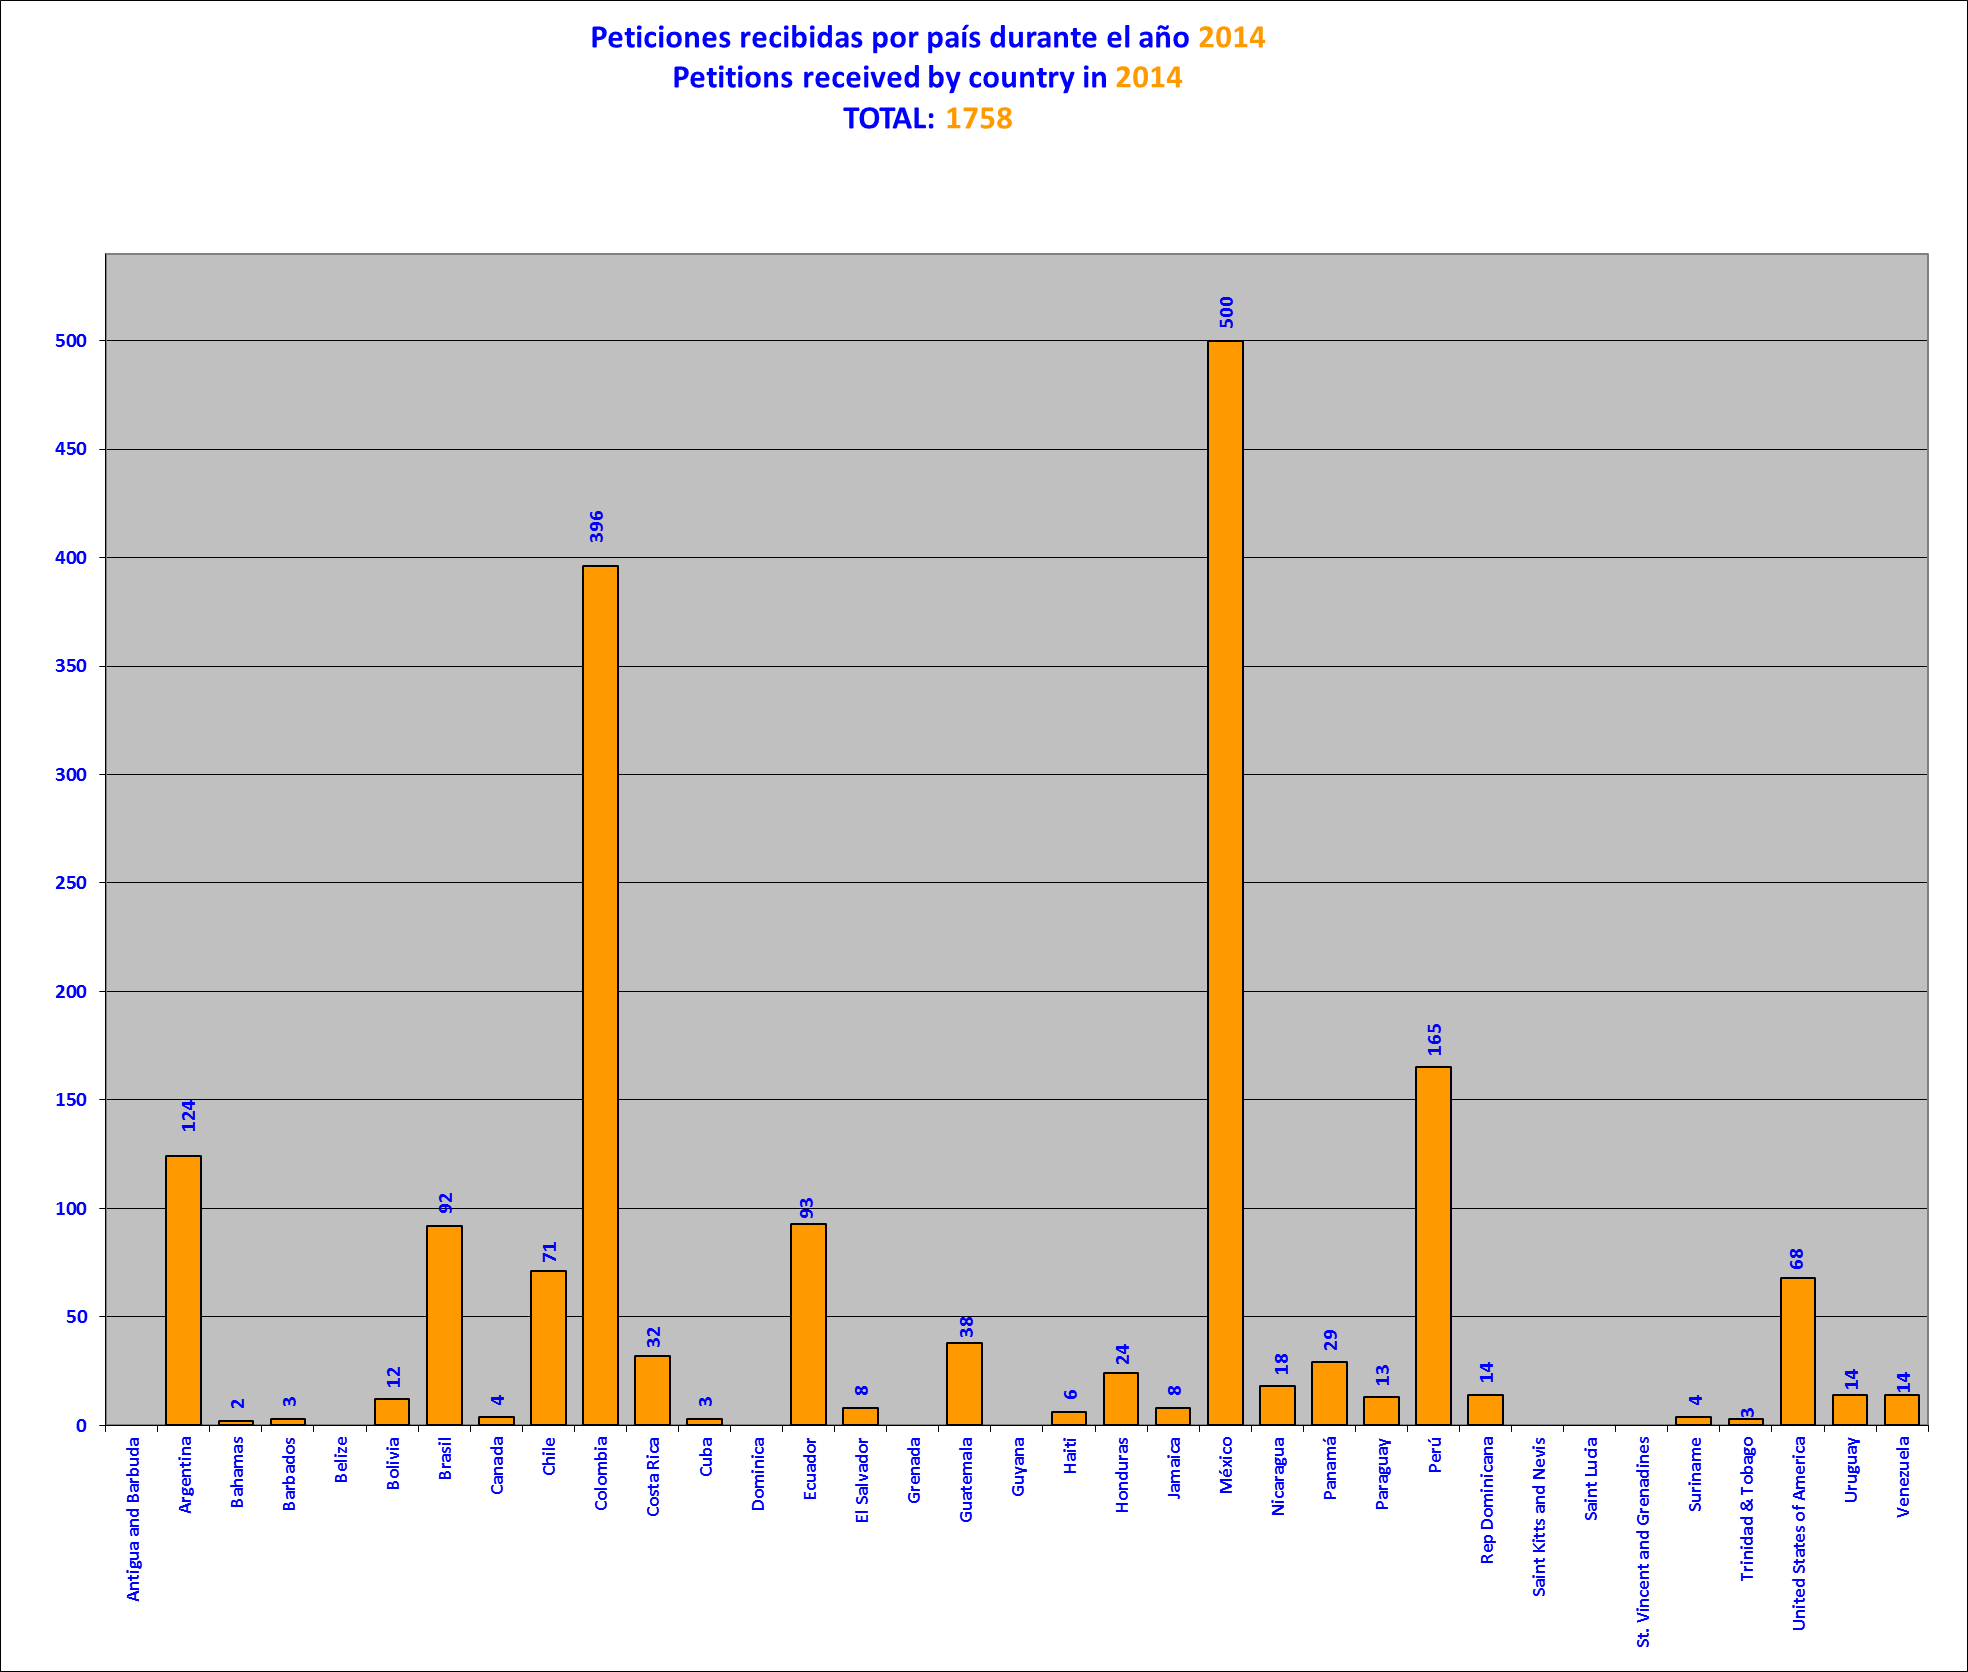 Peticiones recibidas por país durante el año 2014
Petitions received by country in 2014
TOTAL: 1758
500
450
400
350
300
250
200
150
100
50
0
124
2
3
12
92
4
71
396
32
3
93
8
38
6
24
8
500
18
29
13
165
14
4
3
68
14
14
Antigua and Barbuda
Argentina
Bahamas
Barbados
Belize
Bolivia
Brasil
Canada
Chile
Colombia
Costa Rica
Cuba
Dominica
Ecuador
El Salvador
Grenada
Guatemala
Guyana
Haiti
Honduras
Jamaica
México
Nicaragua
Panamá
Paraguay
Perú
Rep Dominicana
Saint Kitts and Nevis
Saint Lucia
St. Vincent and Grenadines
Suriname
Trinidad & Tobago
United States of America
Uruguay
Venezuela